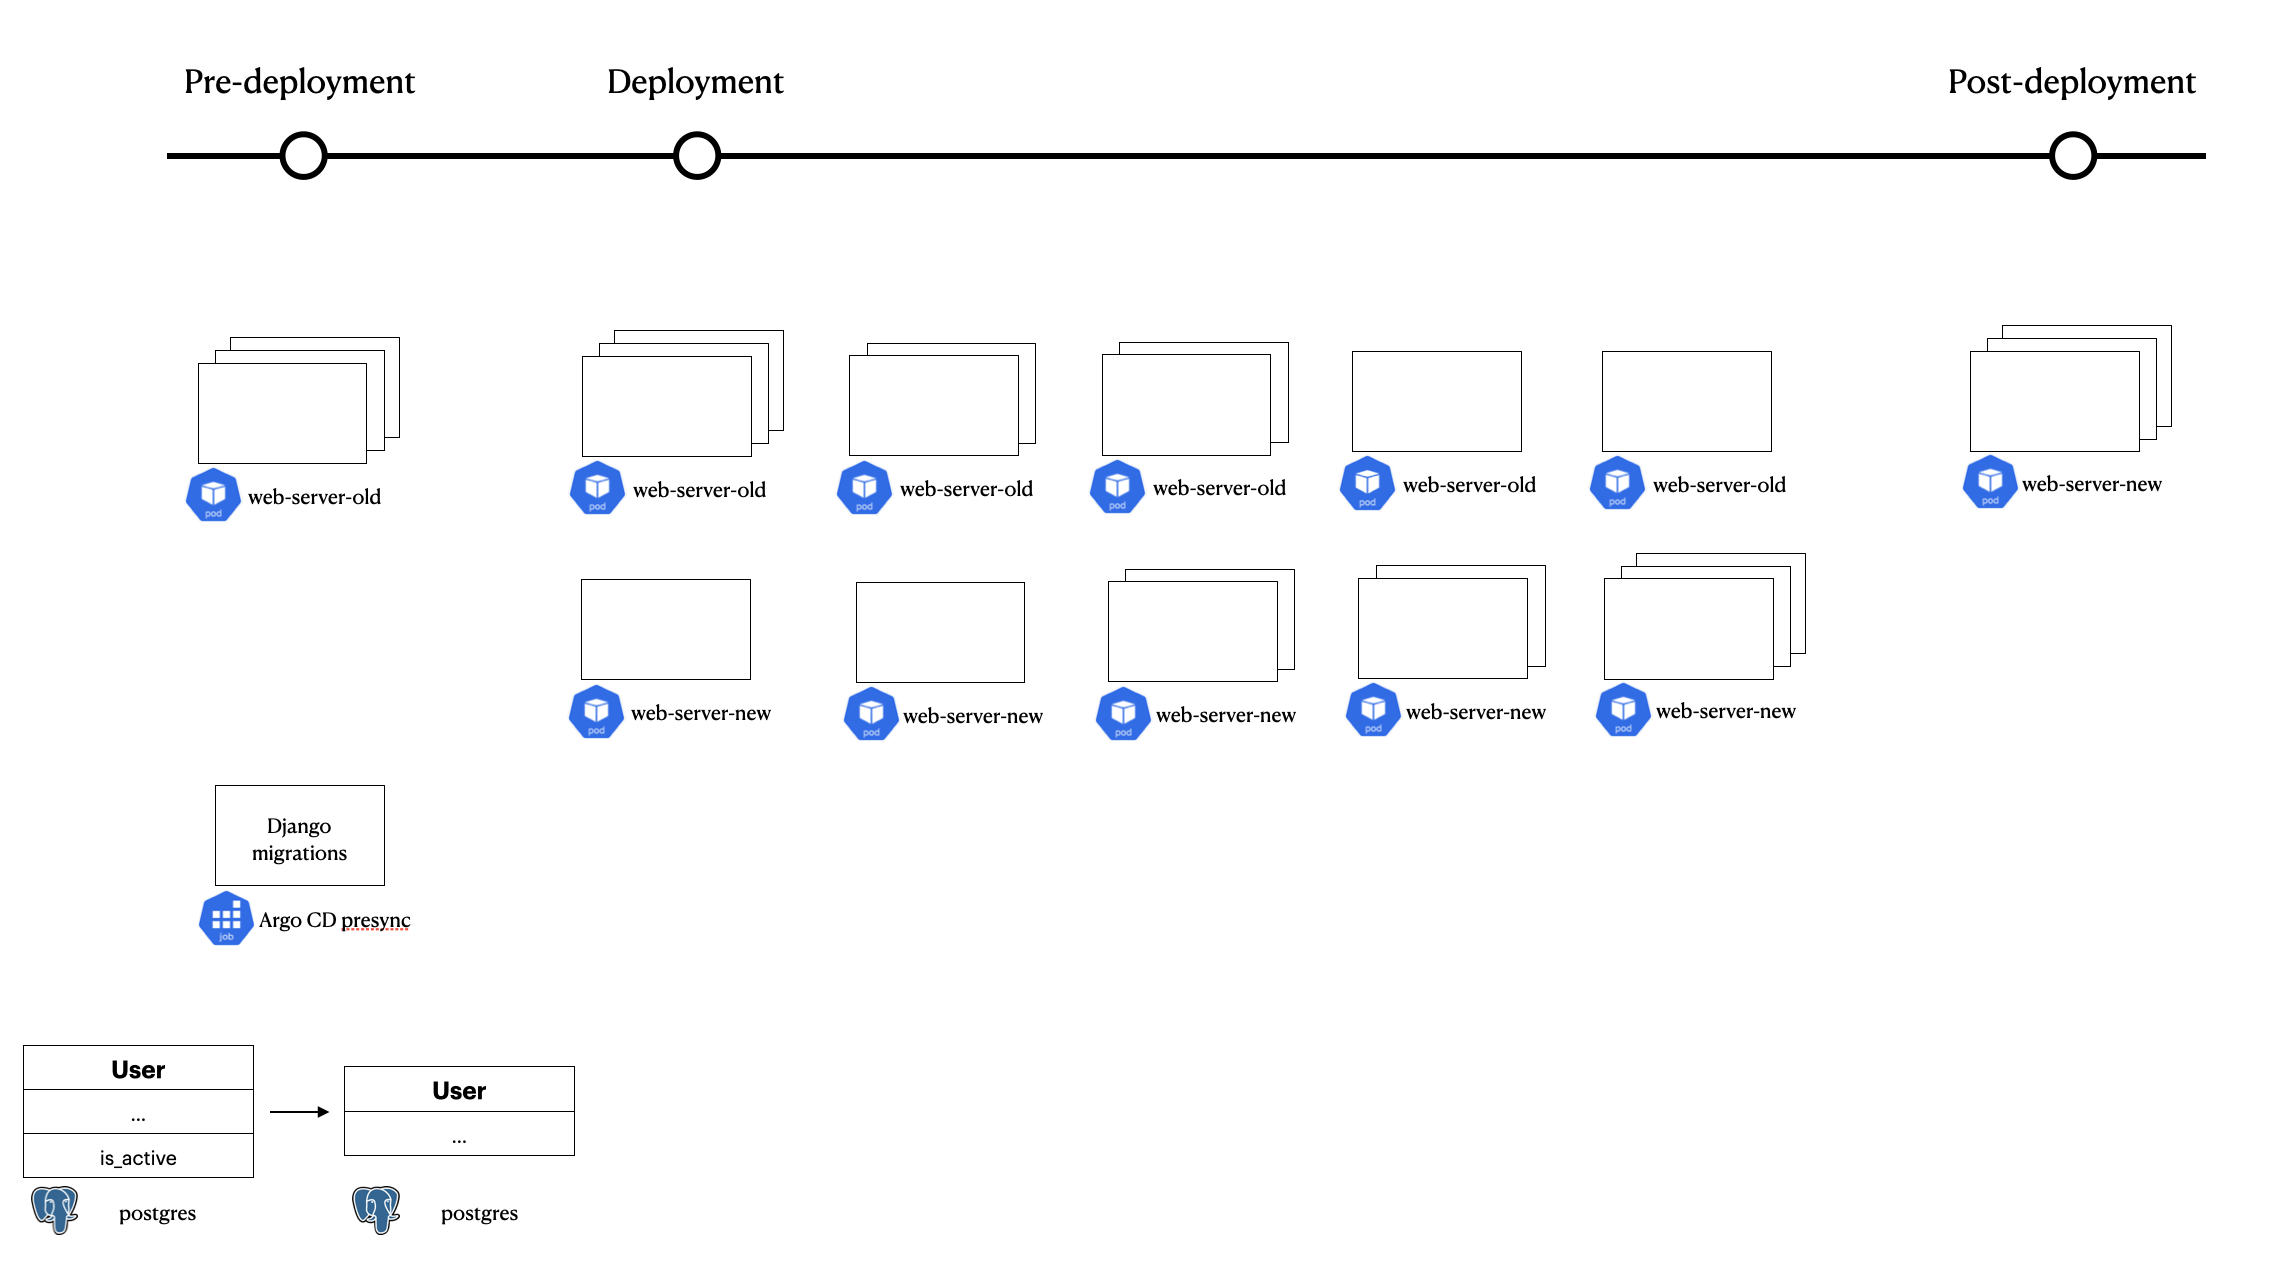 Pre-deployment
Deployment
Post-deployment
web-server-old
web-server-old
web-server-old
web-server-old
web-server-old
web-server-old
web-server-new
pod
pod
pod
pod
pod
pod
pod
web-server-new
web-server-new
web-server-new
web-server-new
web-server-new
pod
pod
pod
pod
pod
Django
migrations
Argo CD presync
job
User
...
is_active
postgres
User
...
postgres